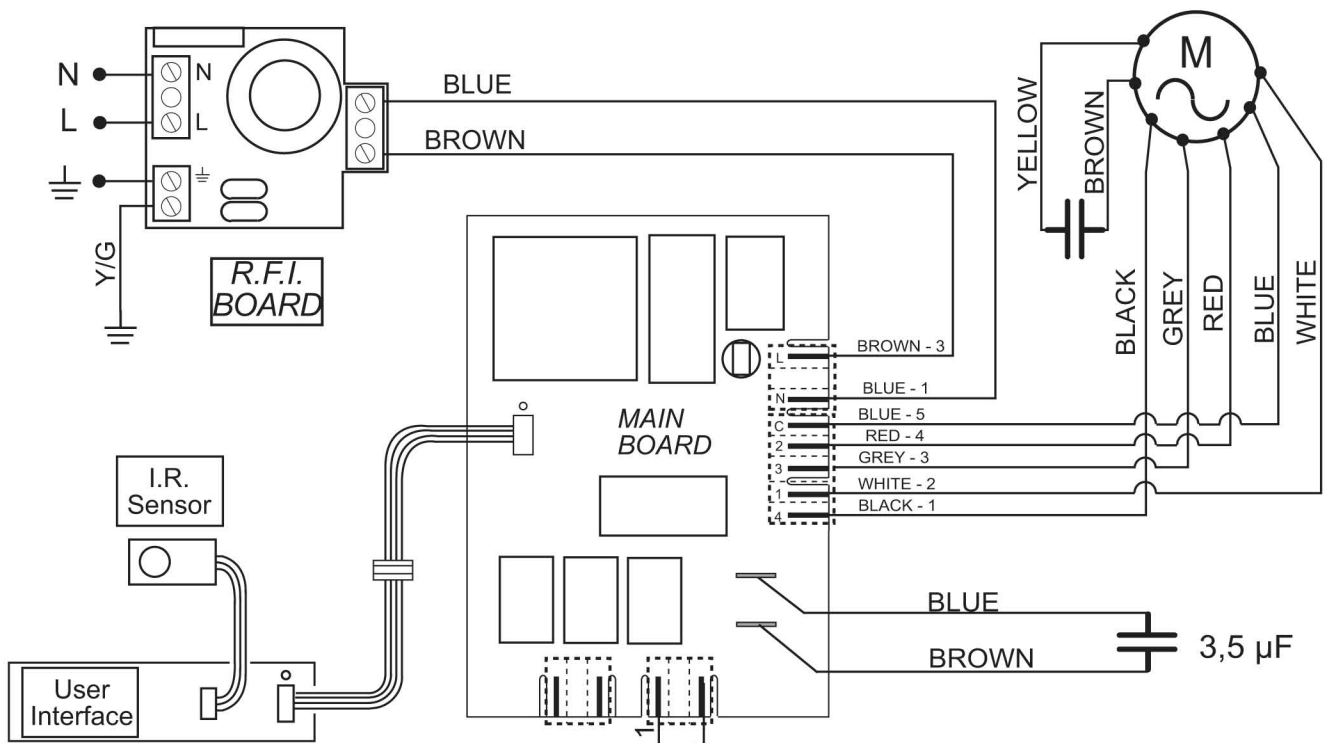 N
L
N
L
Y/G
R.F.I.
BOARD
BLUE
BROWN
M
YELLOW
BROWN
BLACK
GREY
RED
BLUE
WHITE
L
N
C
2
3
1
4
BROWN - 3
BLUE - 1
BLUE - 5
RED - 4
GREY - 3
WHITE - 2
BLACK - 1
MAIN
BOARD
I.R.
Sensor
User
Interface
BLUE
BROWN
3,5 µF
1